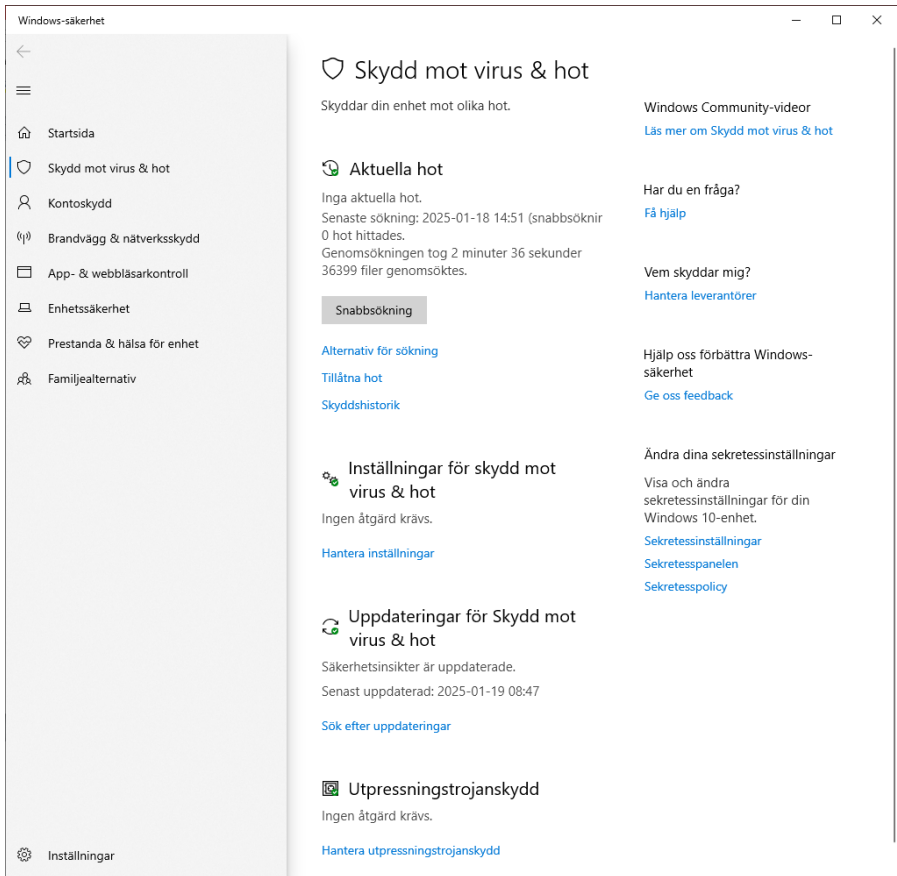 Windows-säkerhet
Startsida
Skydd mot virus & hot
Kontoskydd
Brandvägg & nätverksskydd
App- & webbläsarkontroll
Enhetssäkerhet
Prestanda & hälsa för enhet
Familjealternativ
Inställningar
Skydd mot virus & hot
Skyddar din enhet mot olika hot.
Aktuella hot
Inga aktuella hot.
Senaste sökning: 2025-01-18 14:51 (snabbsöknir
0 hot hittades.
Genomsökningen tog 2 minuter 36 sekunder
36399 filer genomsöktes.
Snabbsökning
Alternativ för sökning
Tillåtna hot
Skyddshistorik
Inställningar för skydd mot
virus & hot
Ingen åtgärd krävs.
Hantera inställningar
Uppdateringar för Skydd mot
virus & hot
Säkerhetsinsikter är uppdaterade.
Senast uppdaterad: 2025-01-19 08:47
Sök efter uppdateringar
Utpressningstrojanskydd
Ingen åtgärd krävs.
Hantera utpressningstrojanskydd
Windows Community-videor
Läs mer om Skydd mot virus & hot
Har du en fråga?
Få hjälp
Vem skyddar mig?
Hantera leverantörer
Hjälp oss förbättra Windows-
säkerhet
Ge oss feedback
Ändra dina sekretessinställningar
Visa och ändra
sekretessinställningar för din
Windows 10-enhet.
Sekretessinställningar
Sekretesspanelen
Sekretesspolicy